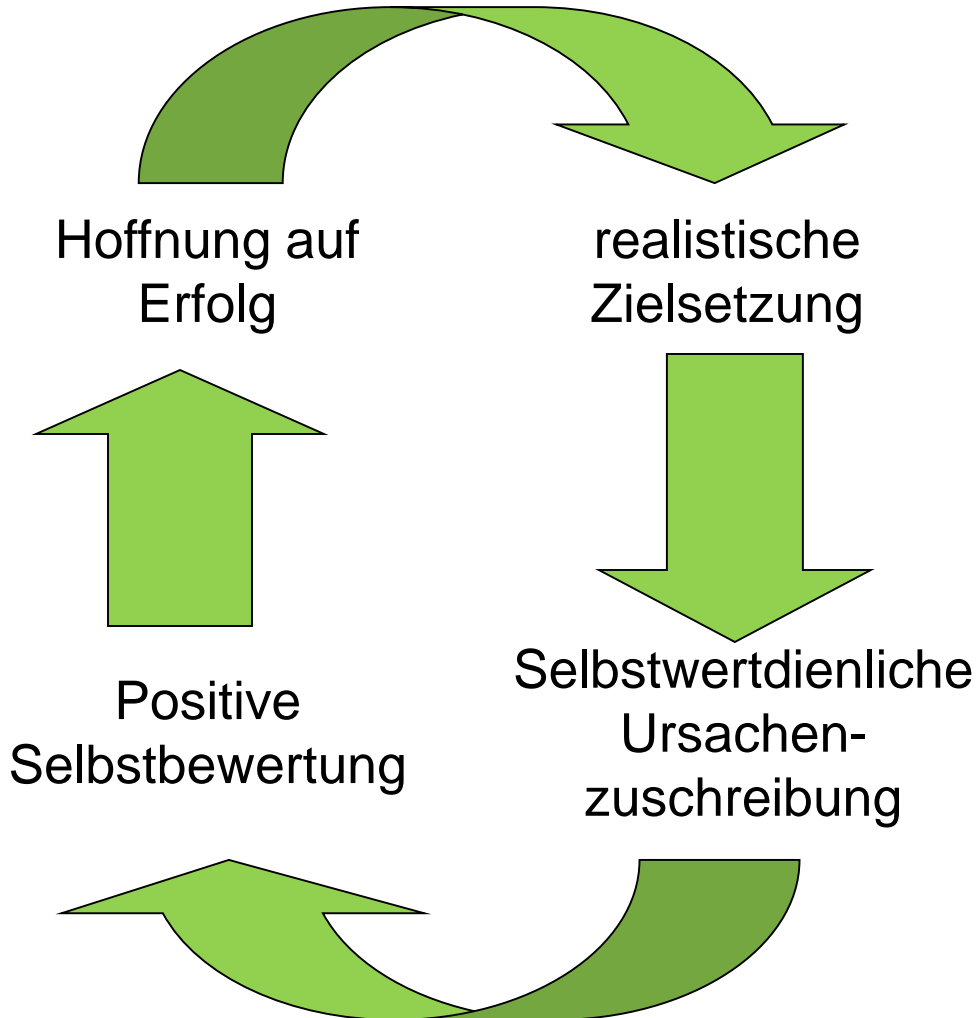 Hoffnung auf
Erfolg
realistische
Zielsetzung
Selbstwertdienliche
Ursachen-
zuschreibung
Positive
Selbstbewertung